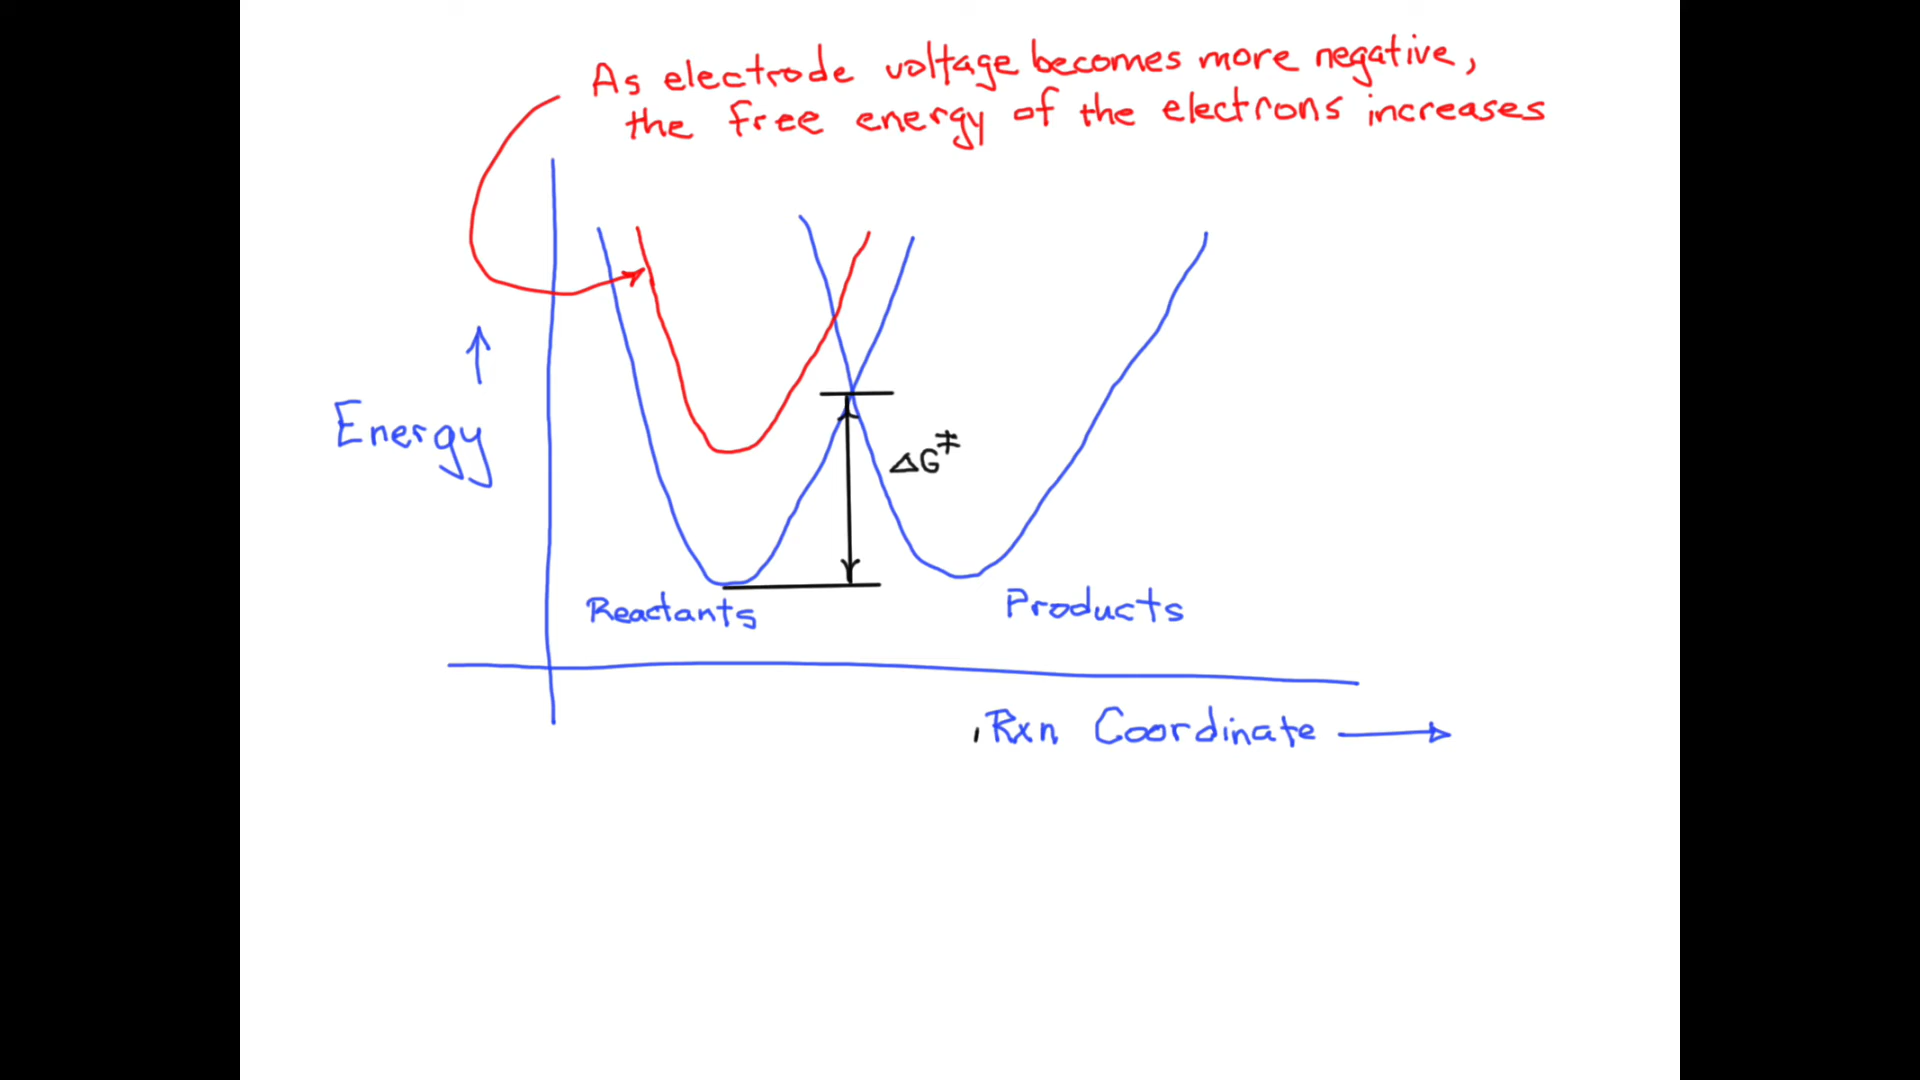 As electrode voltage becomes more negative,
the free energy of the electrons increases
Energy
ΔG‡
Reactants
Products
Rxn Coordinate